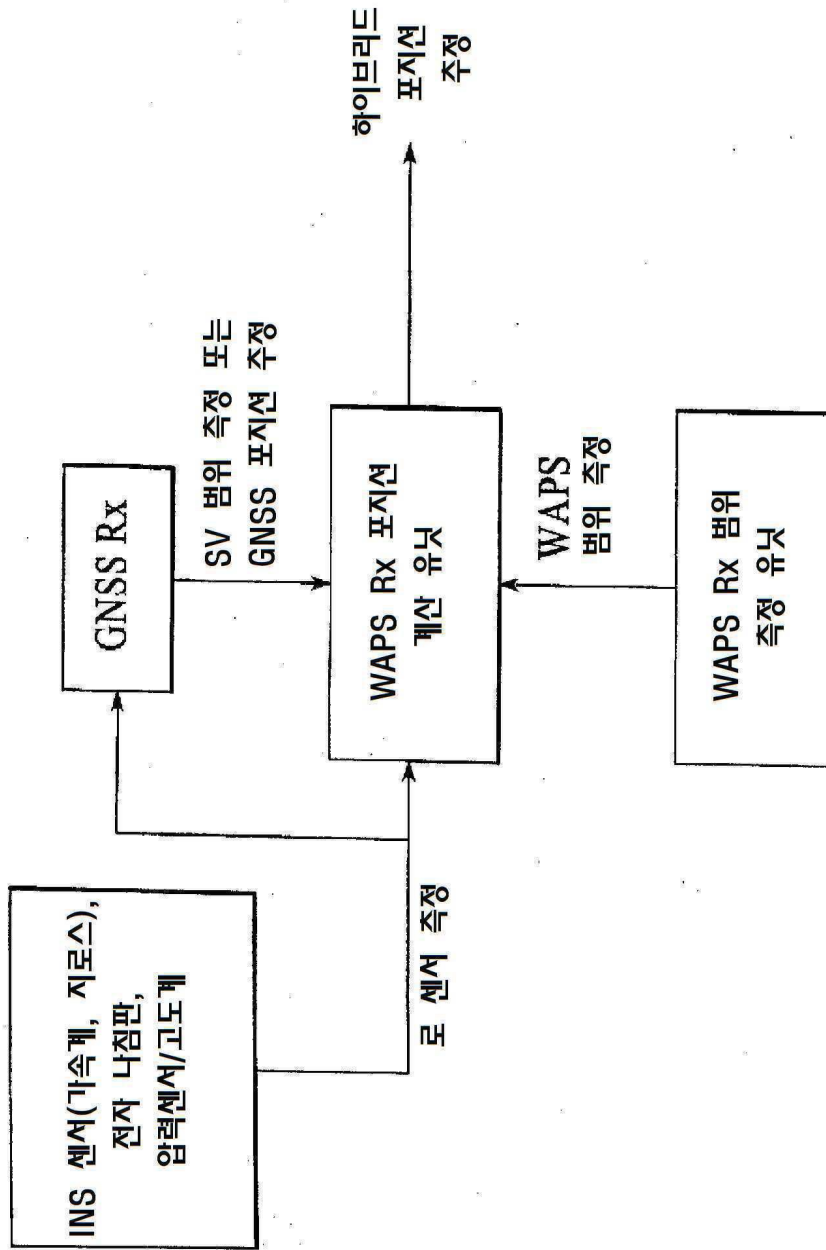 INS 센서(가속계, 지로스),
전자 나침판,
압력센서/고도계
로 센서 측정
GNSS Rx
SV 범위 측정 또는
GNSS 포지션 추정
WAPS Rx 포지션
계산 유닛
WAPS
범위 측정
WAPS Rx 범위
측정 유닛
하이브리드
포지션
추정